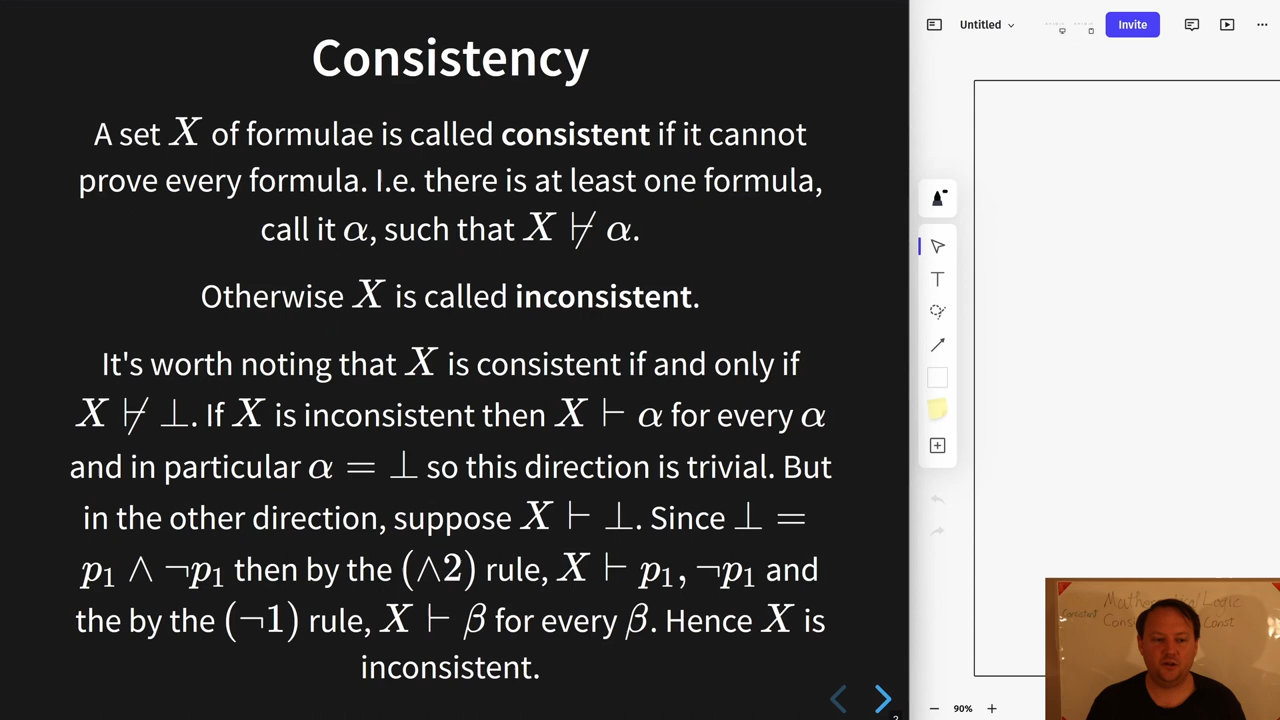 Consistency
A set X of formulae is called consistent if it cannot
prove every formula. I.e. there is at least one formula,
call it α, such that X ⊬ α.
Otherwise X is called inconsistent.
It's worth noting that X is consistent if and only if
X ⊬ ⊥. If X is inconsistent then X ⊢ α for every α
and in particular α = ⊥ so this direction is trivial. But
in the other direction, suppose X ⊢ ⊥. Since ⊥ =
p₁ ∧ ¬p₁ then by the (∧2) rule, X ⊢ p₁, ¬p₁ and
the by the (¬1) rule, X ⊢ β for every β. Hence X is
inconsistent.
2
Untitled
Invite
T
90%
Logic
Consistent
Const